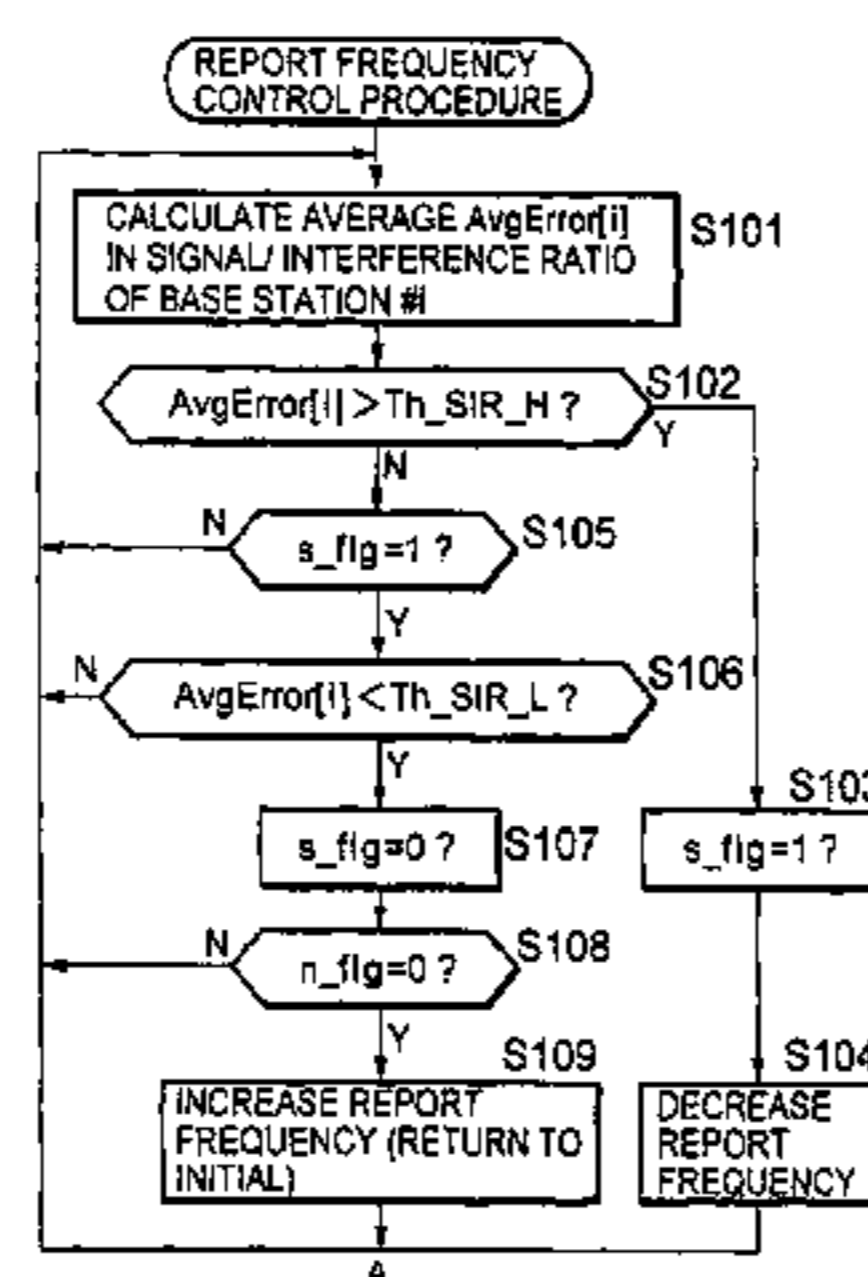 REPORT FREQUENCY
CONTROL PROCEDURE
CALCULATE AVERAGE AvgError[i]
IN SIGNAL/ INTERFERENCE RATIO
OF BASE STATION #i
S101
AvgError[i] >Th_SIR_H ?
S102
Y
N
N
s_flg=1 ?
S105
Y
N
AvgError[i] <Th_SIR_L ?
S106
Y
S103
s_flg=0 ?
S107
s_flg=1 ?
N
n_flg=0 ?
S108
Y
S109
S104
INCREASE REPORT
FREQUENCY (RETURN TO
INITIAL)
DECREASE
REPORT
FREQUENCY
A